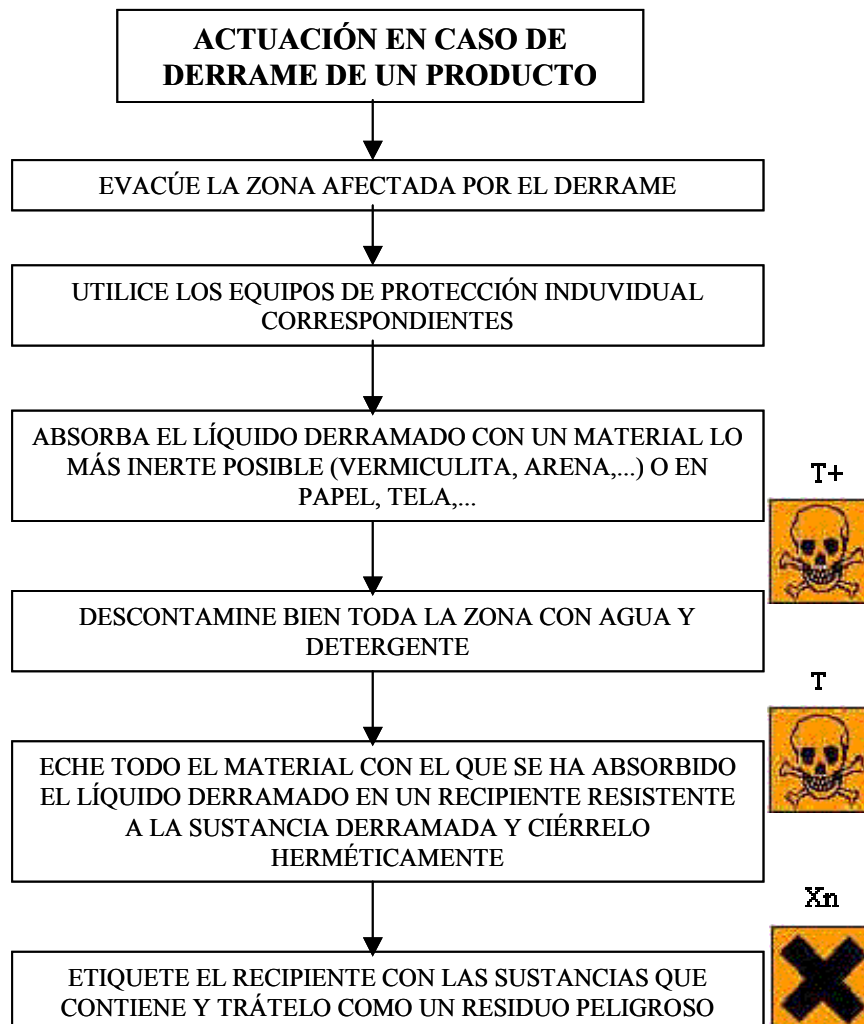 ACTUACIÓN EN CASO DE
DERRAME DE UN PRODUCTO
EVACÚE LA ZONA AFECTADA POR EL DERRAME
UTILICE LOS EQUIPOS DE PROTECCIÓN INDUVIDUAL
CORRESPONDIENTES
ABSORBA EL LÍQUIDO DERRAMADO CON UN MATERIAL LO
MÁS INERTE POSIBLE (VERMICULITA, ARENA,...) O EN
PAPEL, TELA,...
T+
DESCONTAMINE BIEN TODA LA ZONA CON AGUA Y
DETERGENTE
T
ECHE TODO EL MATERIAL CON EL QUE SE HA ABSORBIDO
EL LÍQUIDO DERRAMADO EN UN RECIPIENTE RESISTENTE
A LA SUSTANCIA DERRAMADA Y CIÉRRELO
HERMÉTICAMENTE
Xn
ETIQUETE EL RECIPIENTE CON LAS SUSTANCIAS QUE
CONTIENE Y TRÁTELO COMO UN RESIDUO PELIGROSO